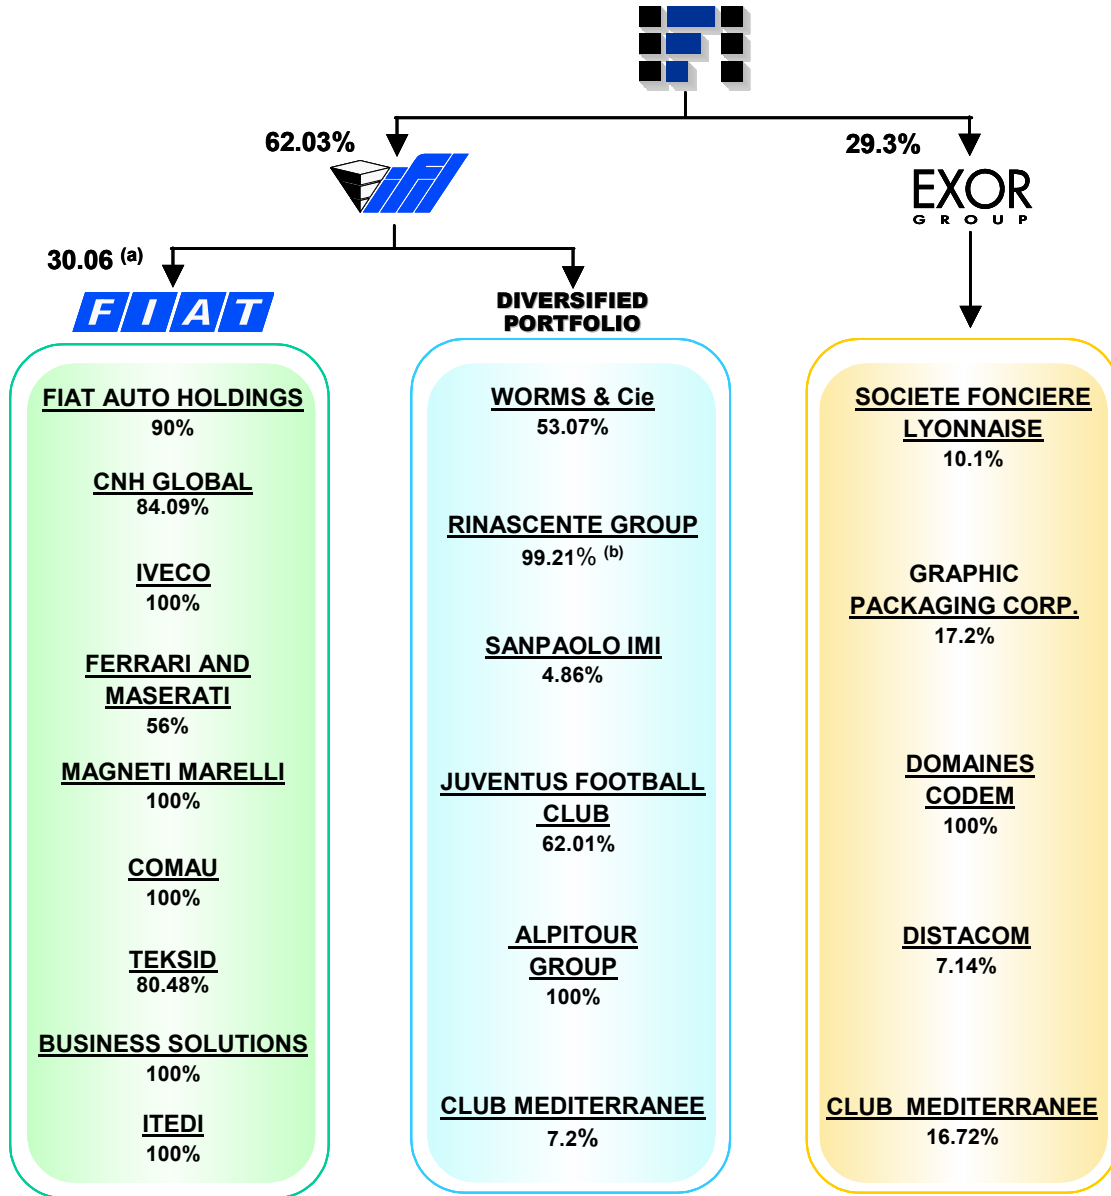 62.03%
29.3%
ifil
EXOR
GROUP
30.06 (a)
FIAT
DIVERSIFIED
PORTFOLIO
FIAT AUTO HOLDINGS
90%
CNH GLOBAL
84.09%
IVECO
100%
FERRARI AND
MASERATI
56%
MAGNETI MARELLI
100%
COMAU
100%
TEKSID
80.48%
BUSINESS SOLUTIONS
100%
ITEDI
100%
WORMS & Cie
53.07%
RINASCENTE GROUP
99.21% (b)
SANPAOLO IMI
4.86%
JUVENTUS FOOTBALL
CLUB
62.01%
ALPITOUR
GROUP
100%
CLUB MEDITERRANEE
7.2%
SOCIETE FONCIERE
LYONNAISE
10.1%
GRAPHIC
PACKAGING CORP.
17.2%
DOMAINES
CODEM
100%
DISTACOM
7.14%
CLUB MEDITERRANEE
16.72%